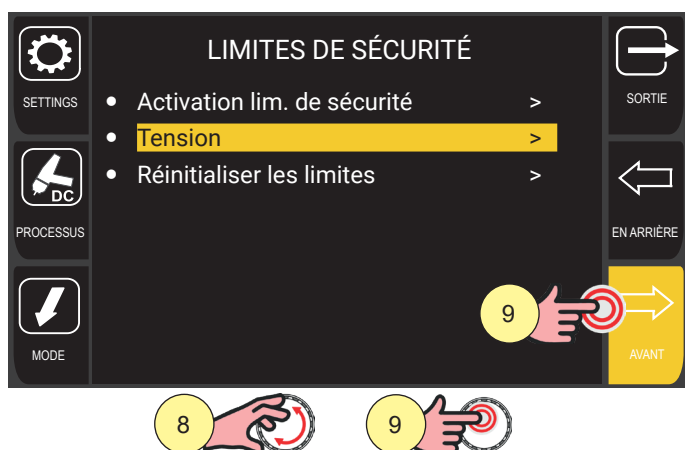 LIMITES DE SÉCURITÉ
SETTINGS
Activation lim. de sécurité >
SORTIE
Tension >
Réinitialiser les limites >
DC
PROCESSUS
EN ARRIÈRE
9
MODE
AVANT
8
9